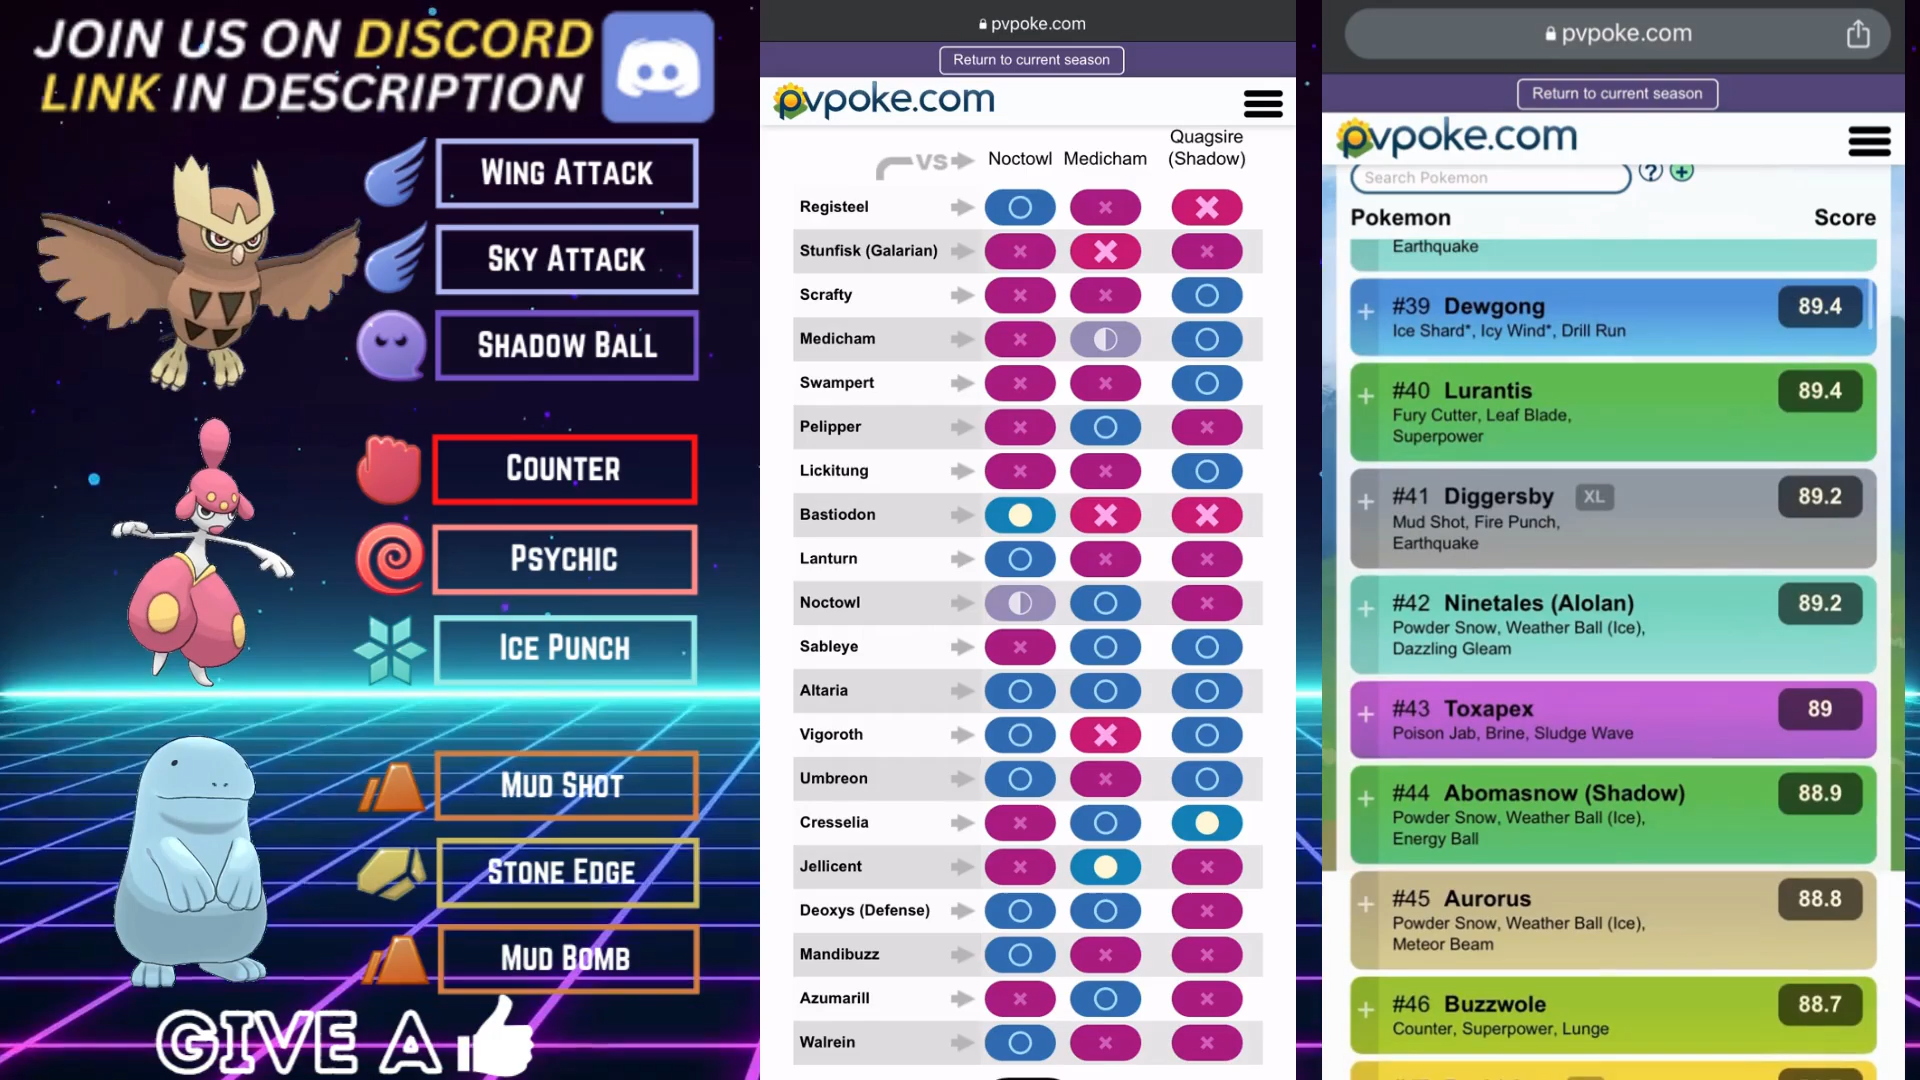 JOIN US ON DISCORD
LINK IN DESCRIPTION
WING ATTACK
SKY ATTACK
SHADOW BALL
COUNTER
PSYCHIC
ICE PUNCH
MUD SHOT
STONE EDGE
MUD BOMB
GIVE A
pvpoke.com
Return to current season
pvpoke.com
VS Noctowl Medicham Quagsire (Shadow)
Registeel
Stunfisk (Galarian)
Scrafty
Medicham
Swampert
Pelipper
Lickitung
Bastiodon
Lanturn
Noctowl
Sableye
Altaria
Vigoroth
Umbreon
Cresselia
Jellicent
Deoxys (Defense)
Mandibuzz
Azumarill
Walrein
pvpoke.com
Return to current season
pvpoke.com
Search Pokemon ? +
Pokemon Score
Earthquake
+ #39 Dewgong 89.4
Ice Shard*, Icy Wind*, Drill Run
+ #40 Lurantis 89.4
Fury Cutter, Leaf Blade,
Superpower
+ #41 Diggersby XL 89.2
Mud Shot, Fire Punch,
Earthquake
+ #42 Ninetales (Alolan) 89.2
Powder Snow, Weather Ball (Ice),
Dazzling Gleam
+ #43 Toxapex 89
Poison Jab, Brine, Sludge Wave
+ #44 Abomasnow (Shadow) 88.9
Powder Snow, Weather Ball (Ice),
Energy Ball
+ #45 Aurorus 88.8
Powder Snow, Weather Ball (Ice),
Meteor Beam
+ #46 Buzzwole 88.7
Counter, Superpower, Lunge